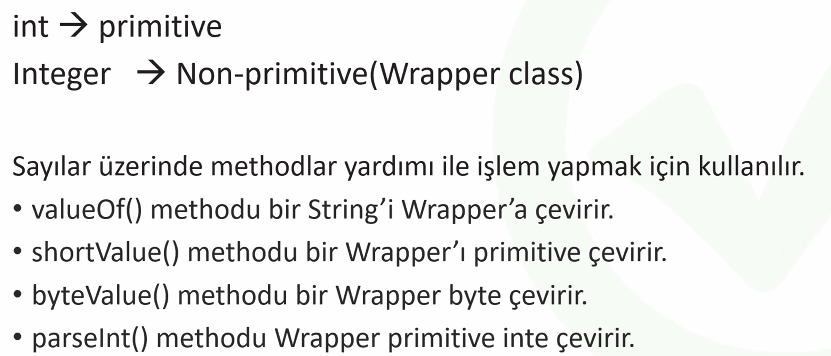 int → primitive
Integer → Non-primitive(Wrapper class)
Sayılar üzerinde methodlar yardımı ile işlem yapmak için kullanılır.
• valueOf() methodu bir String’i Wrapper’a çevirir.
• shortValue() methodu bir Wrapper’ı primitive çevirir.
• byteValue() methodu bir Wrapper byte çevirir.
• parseInt() methodu Wrapper primitive inte çevirir.